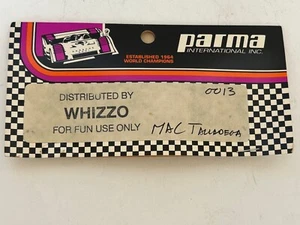 parma
INTERNATIONAL INC.
ESTABLISHED 1964
WORLD CHAMPIONS
0013
DISTRIBUTED BY
WHIZZO
FOR FUN USE ONLY
MAC TALLADEGA